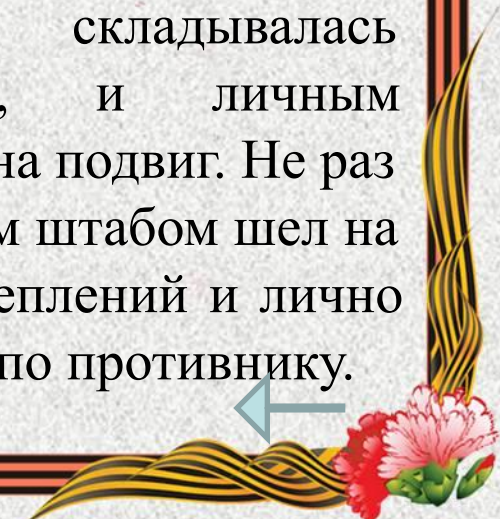 складывалась
, и личным
на подвиг. Не раз
м штабом шел на
еплений и лично
по противнику.